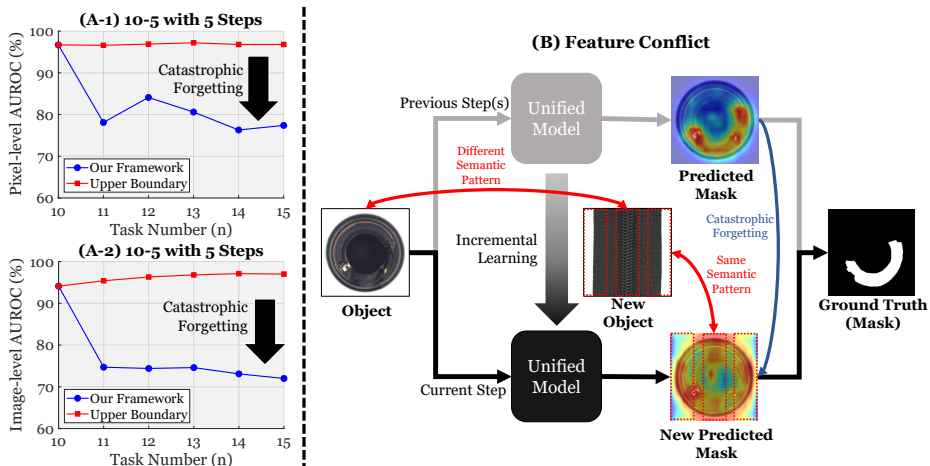 (A-1) 10-5 with 5 Steps
Pixel-level AUROC (%)
100
90
80
70
60
Catastrophic
Forgetting
Our Framework
Upper Boundary
10 11 12 13 14 15
Task Number (n)
(A-2) 10-5 with 5 Steps
Image-level AUROC (%)
100
90
80
70
60
Catastrophic
Forgetting
Our Framework
Upper Boundary
10 11 12 13 14 15
Task Number (n)
(B) Feature Conflict
Previous Step(s)
Unified
Model
Predicted
Mask
Different
Semantic
Pattern
Object
Incremental
Learning
New
Object
Catastrophic
Forgetting
Same
Semantic
Pattern
Ground Truth
(Mask)
Current Step
Unified
Model
New Predicted
Mask